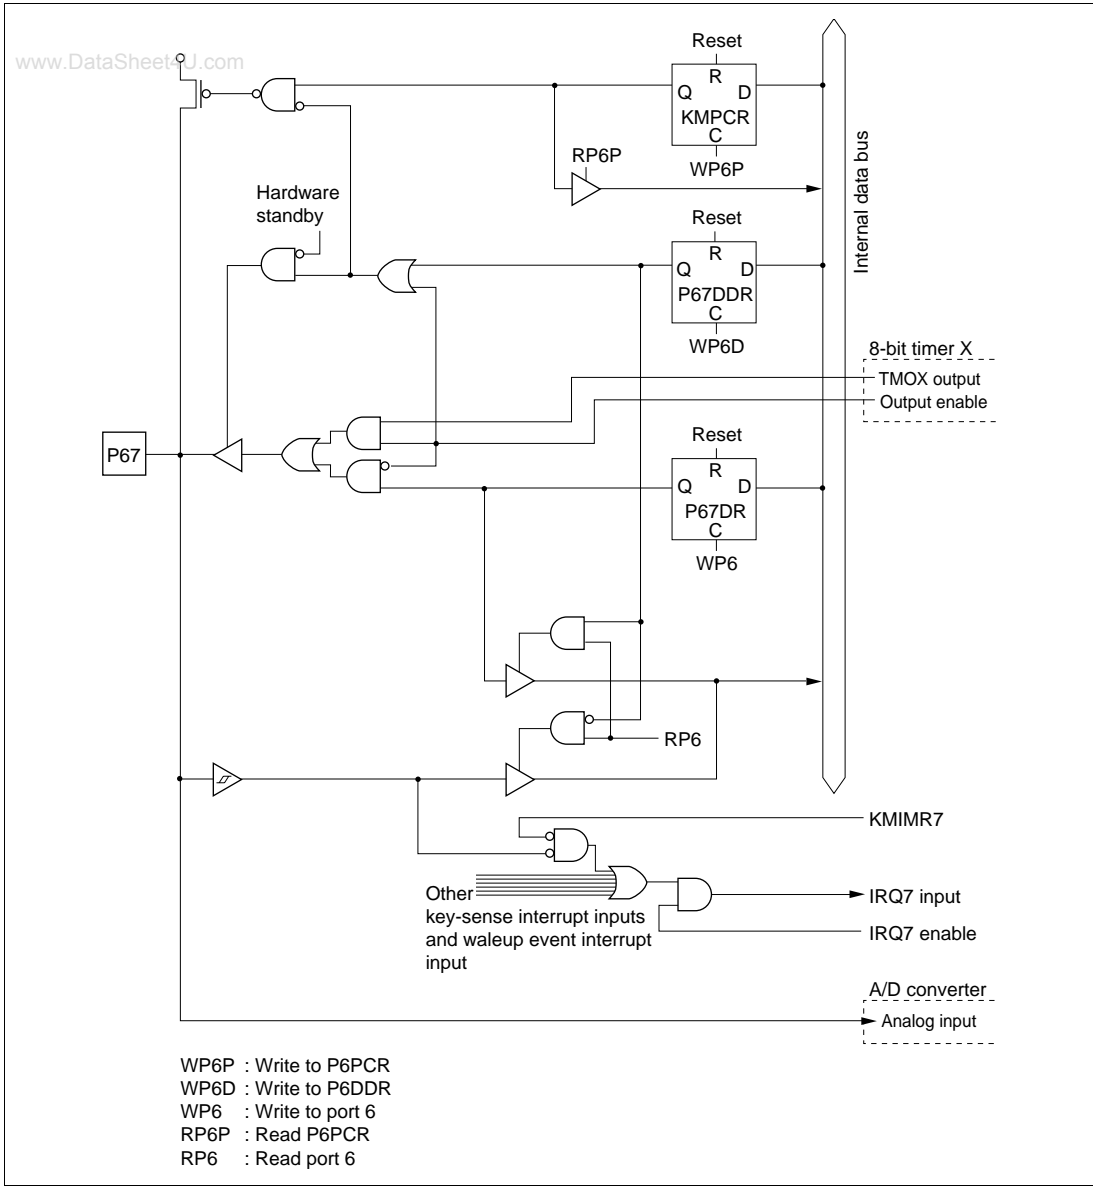 www.DataSheet4U.com
Reset
R
Q D
KMPCR
C
WP6P
RP6P
Hardware
standby
Internal data bus
Reset
R
Q D
P67DDR
C
WP6D
8-bit timer X
TMOX output
Output enable
P67
Reset
R
Q D
P67DR
C
WP6
RP6
KMIMR7
Other
key-sense interrupt inputs
and waleup event interrupt
input
IRQ7 input
IRQ7 enable
A/D converter
Analog input
WP6P : Write to P6PCR
WP6D : Write to P6DDR
WP6 : Write to port 6
RP6P : Read P6PCR
RP6 : Read port 6